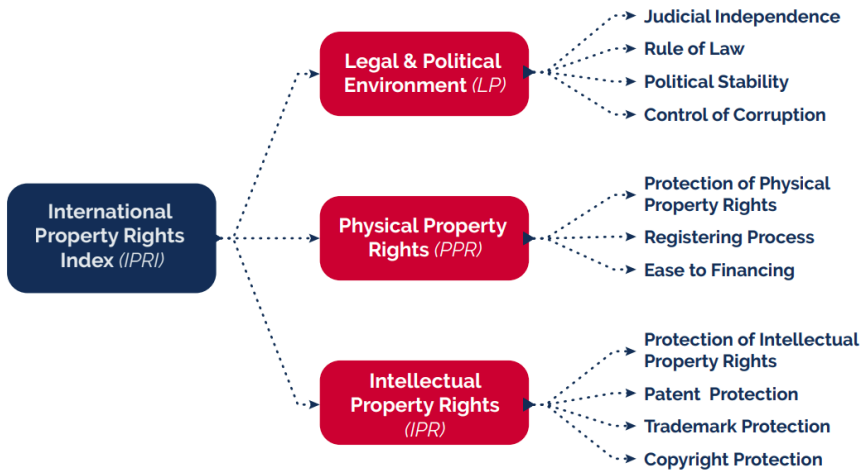 International
Property Rights
Index (IPRI)
Legal & Political
Environment (LP)
Judicial Independence
Rule of Law
Political Stability
Control of Corruption
Physical Property
Rights (PPR)
Protection of Physical
Property Rights
Registering Process
Ease to Financing
Intellectual
Property Rights
(IPR)
Protection of Intellectual
Property Rights
Patent Protection
Trademark Protection
Copyright Protection